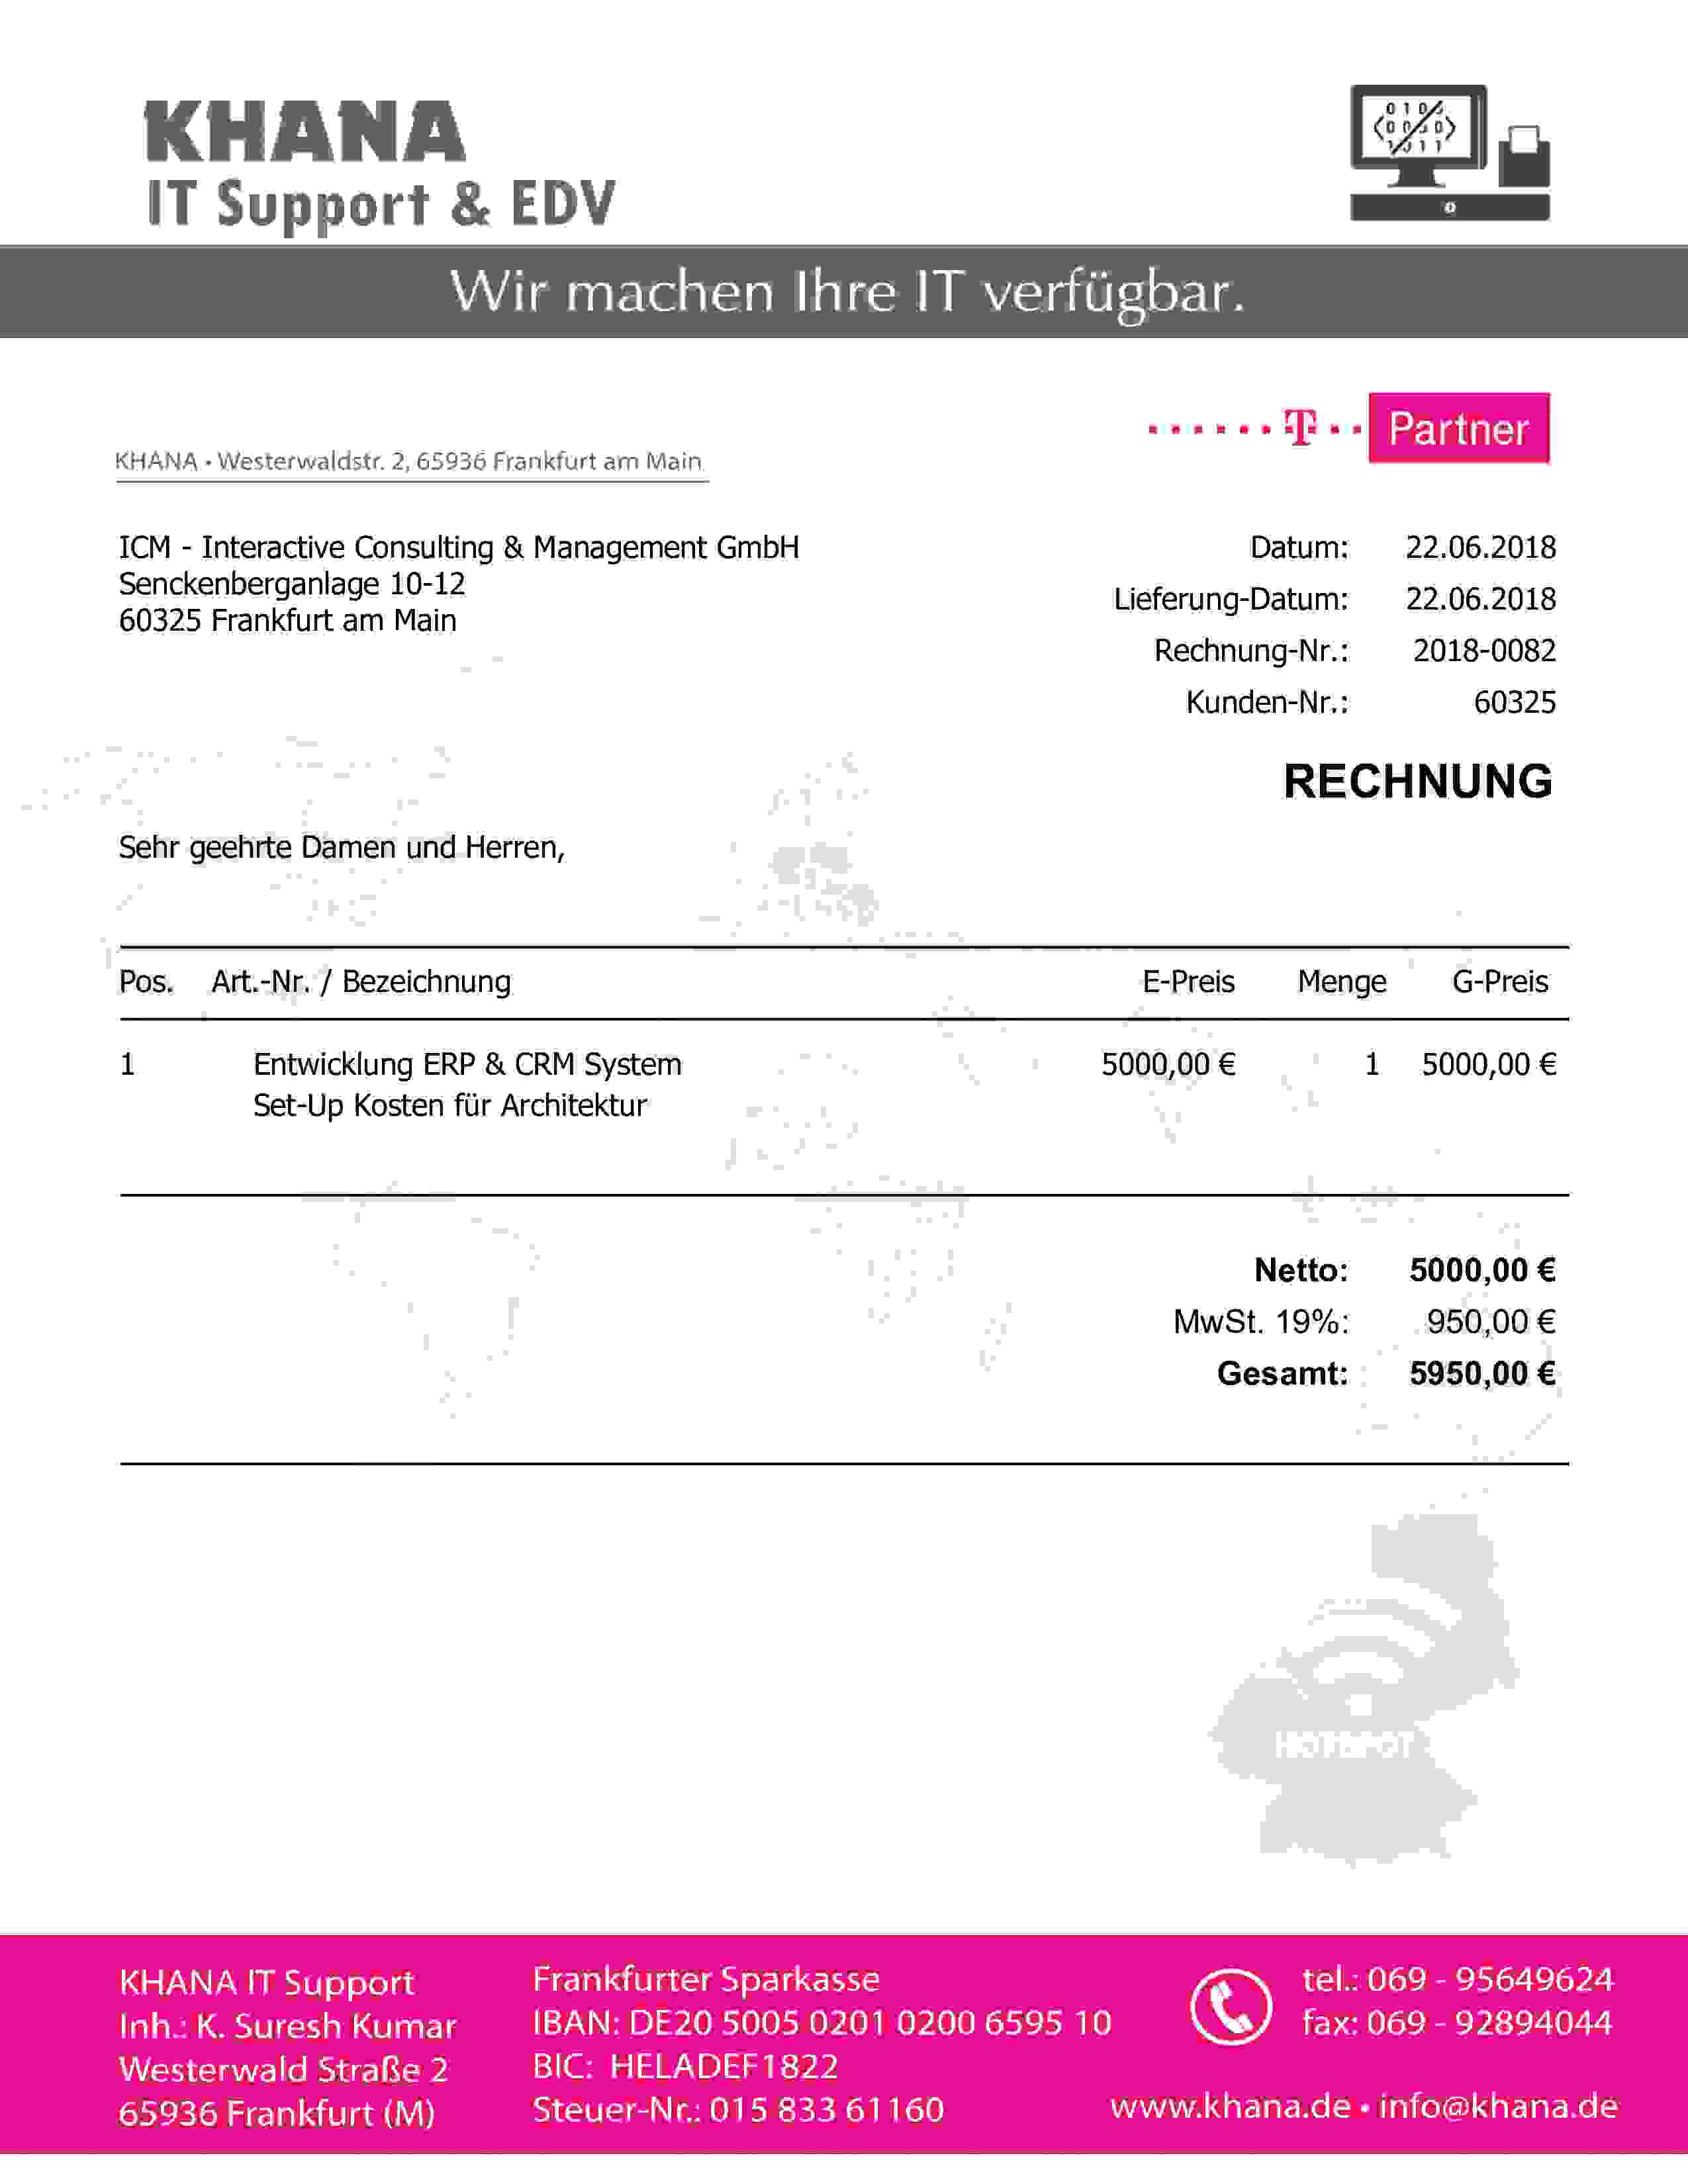 KHANA
IT Support & EDV
Wir machen Ihre IT verfügbar.
T Partner
KHANA • Westerwaldstr. 2, 65936 Frankfurt am Main
ICM - Interactive Consulting & Management GmbH
Senckenberganlage 10-12
60325 Frankfurt am Main
Datum: 22.06.2018
Lieferung-Datum: 22.06.2018
Rechnung-Nr.: 2018-0082
Kunden-Nr.: 60325
RECHNUNG
Sehr geehrte Damen und Herren,
Pos. Art.-Nr. / Bezeichnung E-Preis Menge G-Preis
1 Entwicklung ERP & CRM System 5000,00 € 1 5000,00 €
Set-Up Kosten für Architektur
Netto: 5000,00 €
MwSt. 19%: 950,00 €
Gesamt: 5950,00 €
KHANA IT Support
Inh.: K. Suresh Kumar
Westerwald Straße 2
65936 Frankfurt (M)
Frankfurter Sparkasse
IBAN: DE20 5005 0201 0200 6595 10
BIC: HELADEF1822
Steuer-Nr.: 015 833 61160
tel.: 069 - 95649624
fax: 069 - 92894044
www.khana.de • info@khana.de